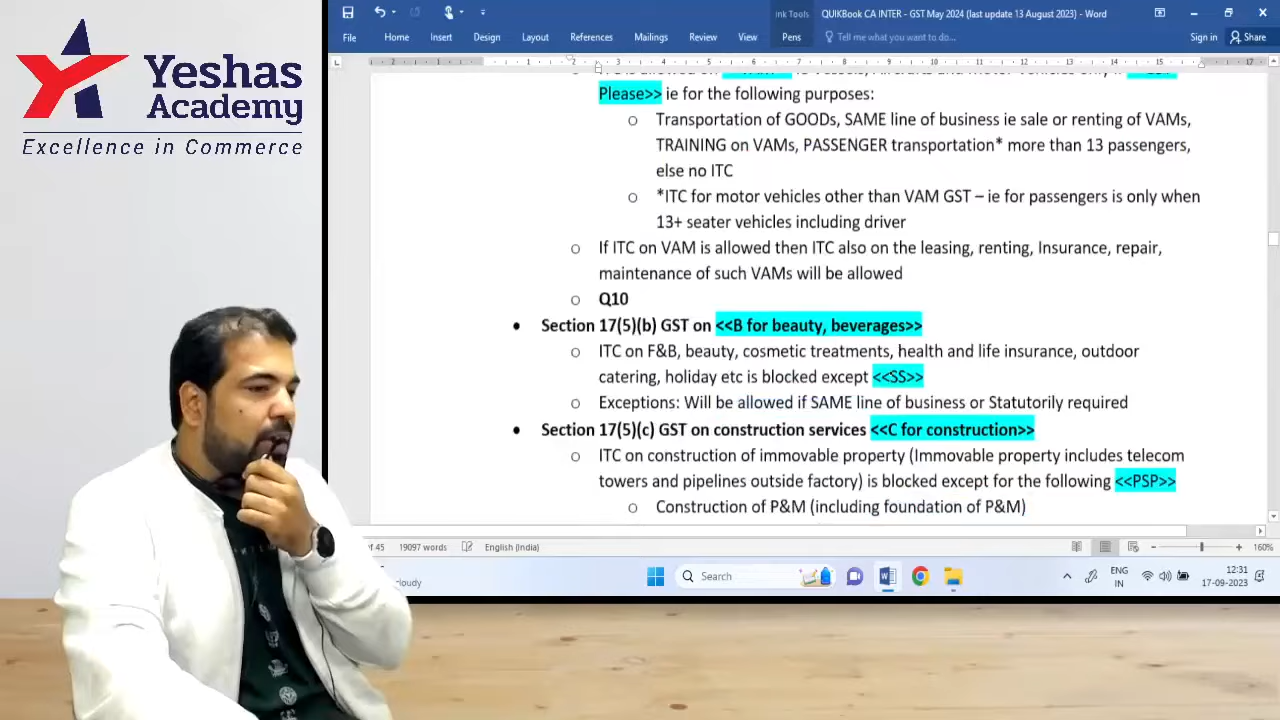 Yeshas
Academy
Excellence in Commerce
Ink Tools
QUIKBook CA INTER - GST May 2024 (last update 13 August 2023) - Word
File Home Insert Design Layout References Mailings Review View Pens Tell me what you want to do... Sign in Share
Please>> ie for the following purposes:
o Transportation of GOODs, SAME line of business ie sale or renting of VAMs,
TRAINING on VAMs, PASSENGER transportation* more than 13 passengers,
else no ITC
o *ITC for motor vehicles other than VAM GST – ie for passengers is only when
13+ seater vehicles including driver
o If ITC on VAM is allowed then ITC also on the leasing, renting, Insurance, repair,
maintenance of such VAMs will be allowed
o Q10
• Section 17(5)(b) GST on <<B for beauty, beverages>>
o ITC on F&B, beauty, cosmetic treatments, health and life insurance, outdoor
catering, holiday etc is blocked except <<SS>>
o Exceptions: Will be allowed if SAME line of business or Statutorily required
• Section 17(5)(c) GST on construction services <<C for construction>>
o ITC on construction of immovable property (Immovable property includes telecom
towers and pipelines outside factory) is blocked except for the following <<PSP>>
o Construction of P&M (including foundation of P&M)
of 45 19097 words English (India) 160%
cloudy
Search
ENG
IN
12:31
17-09-2023